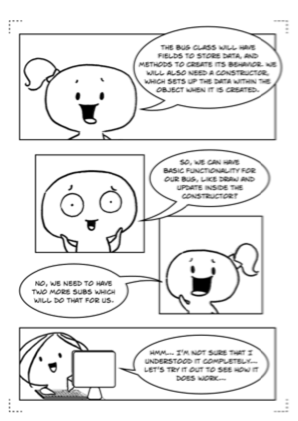 THE BUG CLASS WILL HAVE
FIELDS TO STORE DATA, AND
METHODS TO CREATE ITS BEHAVIOR. WE
WILL ALSO NEED A CONSTRUCTOR,
WHICH SETS UP THE DATA WITHIN THE
OBJECT WHEN IT IS CREATED.
SO, WE CAN HAVE
BASIC FUNCTIONALITY FOR
OUR BUG, LIKE DRAW AND
UPDATE INSIDE THE
CONSTRUCTOR?
NO, WE NEED TO HAVE
TWO MORE SUBS WHICH
WILL DO THAT FOR US.
HMM... I'M NOT SURE THAT I
UNDERSTOOD IT COMPLETELY...
LET'S TRY IT OUT TO SEE HOW IT
DOES WORK...